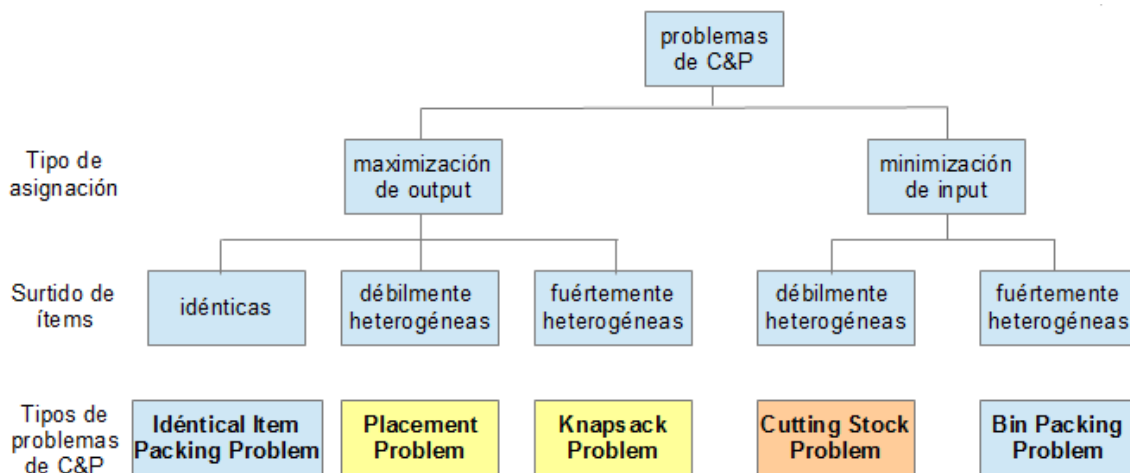 problemas
de C&P
Tipo de
asignación
maximización
de output
minimización
de input
Surtido de
ítems
idénticas
débilmente
heterogéneas
fuértemente
heterogéneas
débilmente
heterogéneas
fuértemente
heterogéneas
Tipos de
problemas
de C&P
Idéntical Item
Packing Problem
Placement
Problem
Knapsack
Problem
Cutting Stock
Problem
Bin Packing
Problem